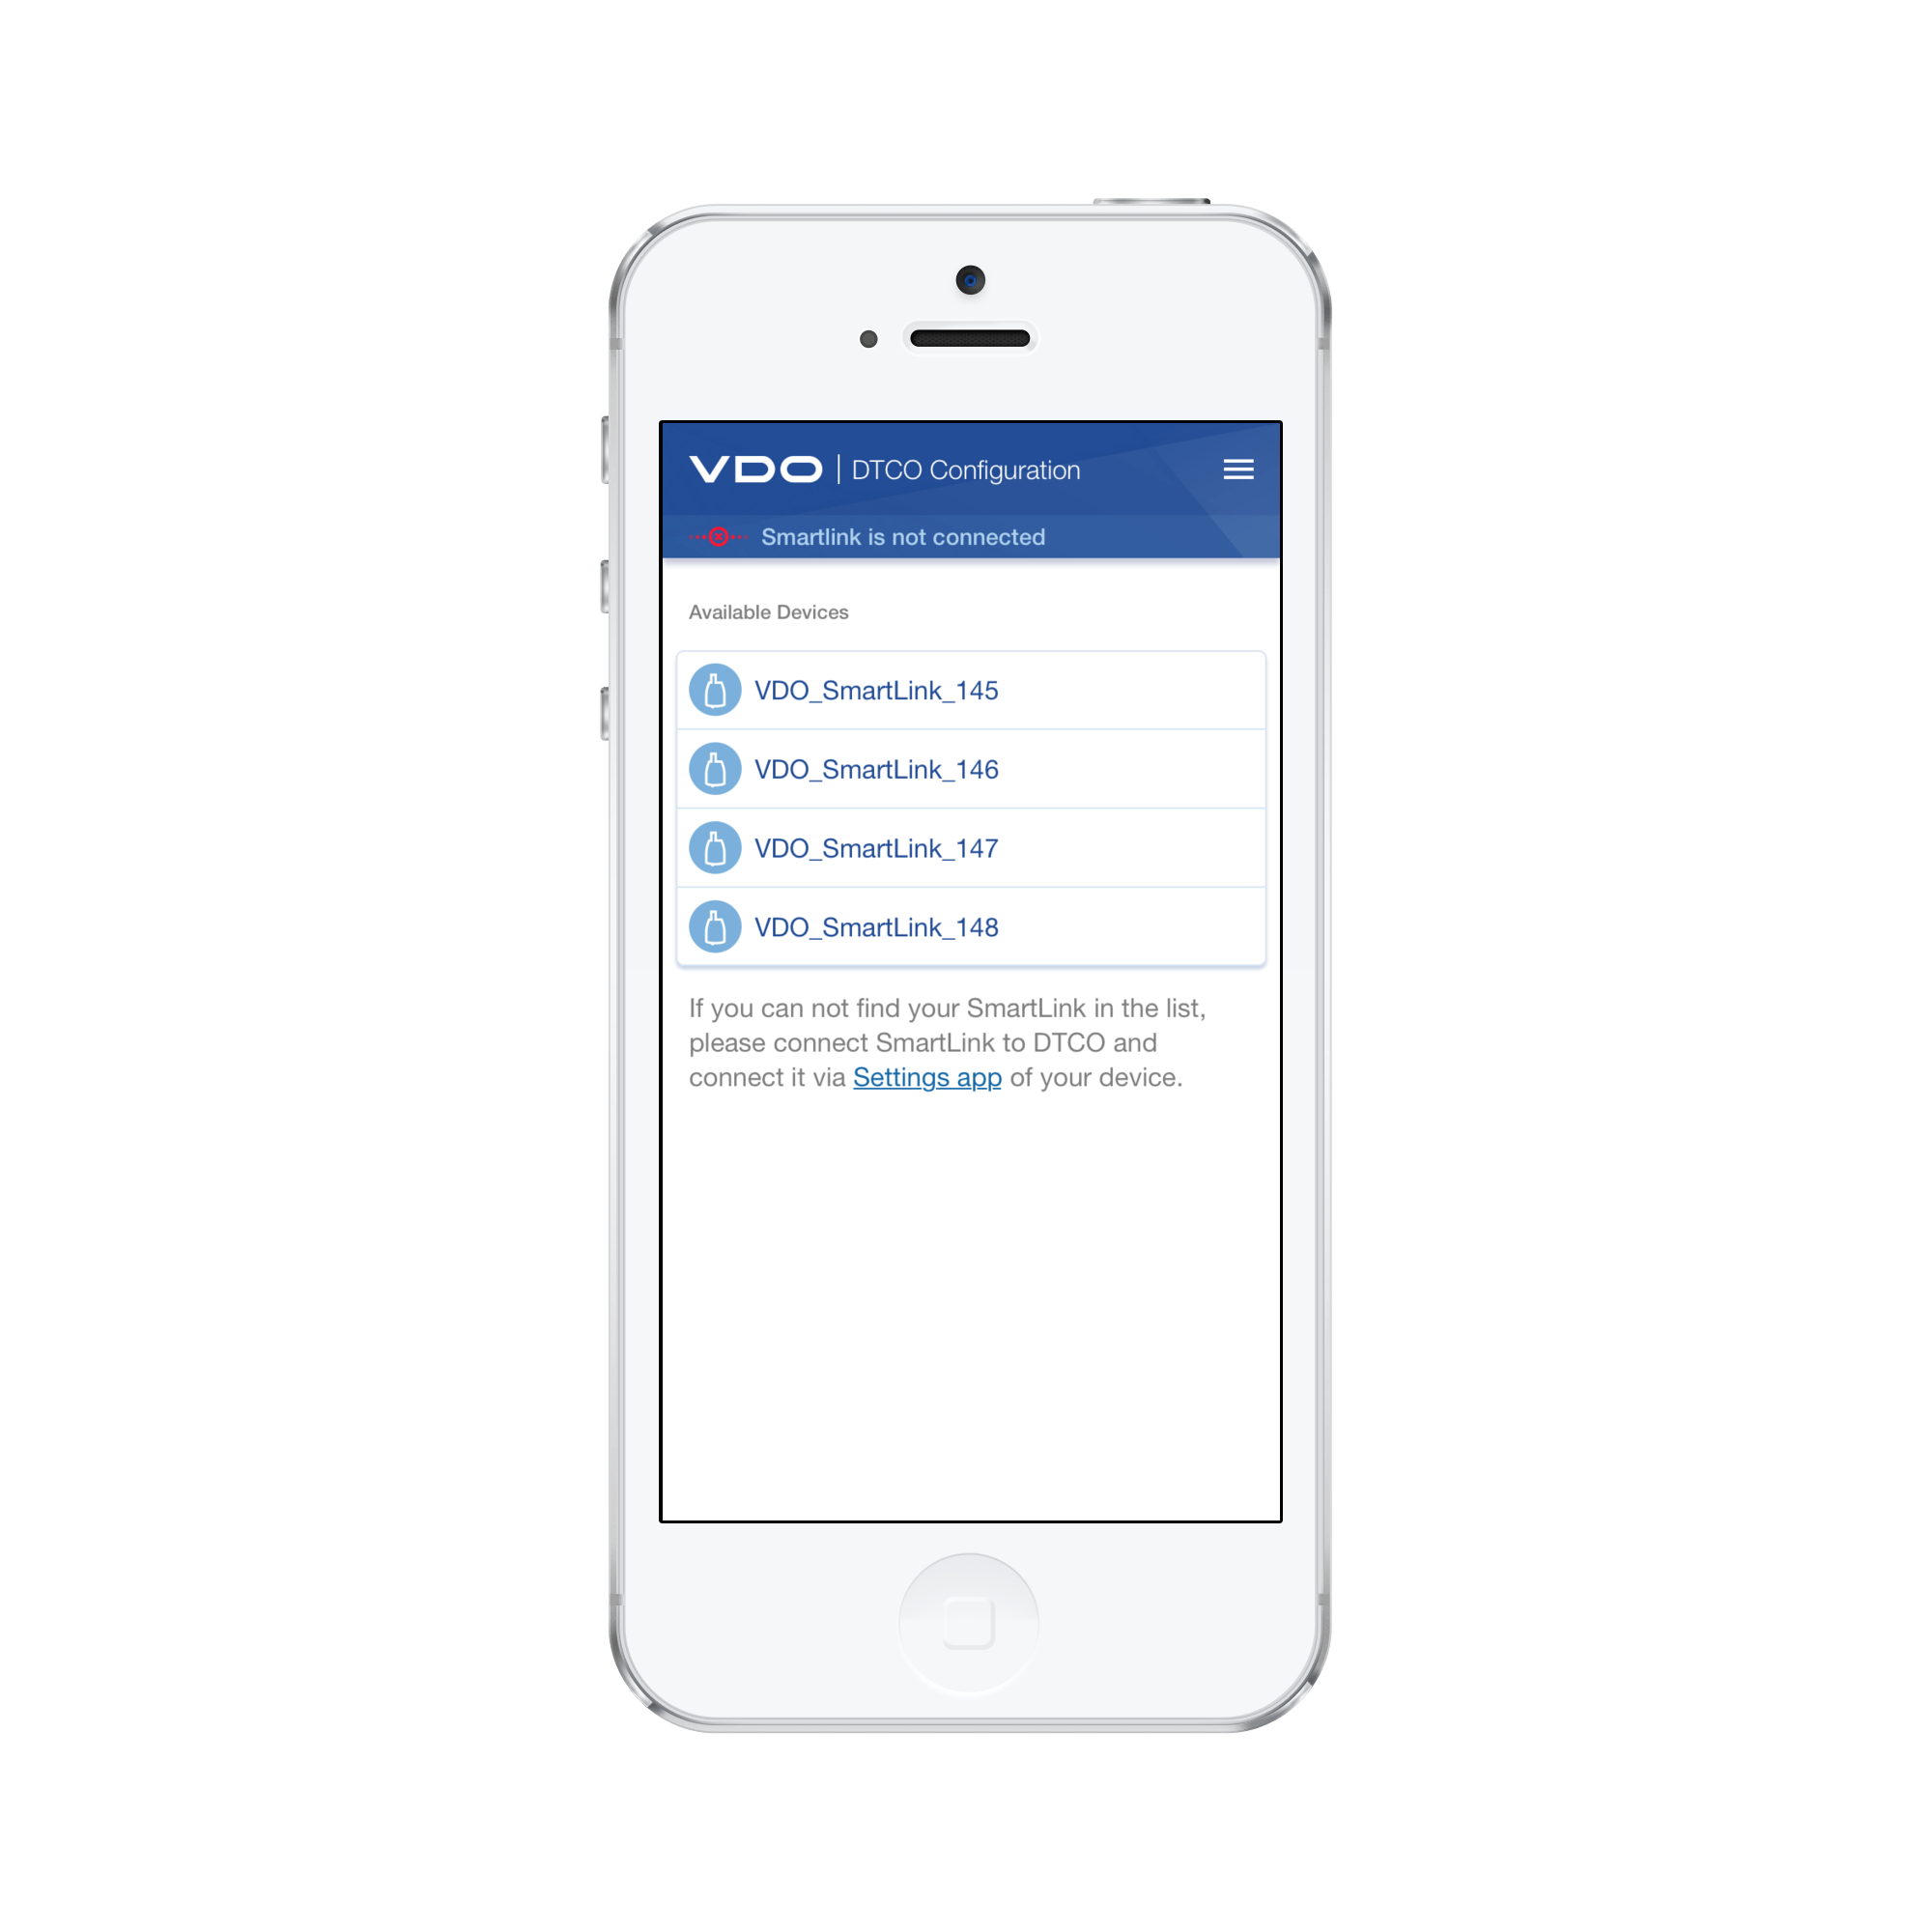 VDO | DTCO Configuration
Smartlink is not connected
Available Devices
VDO_SmartLink_145
VDO_SmartLink_146
VDO_SmartLink_147
VDO_SmartLink_148
If you can not find your SmartLink in the list,
please connect SmartLink to DTCO and
connect it via Settings app of your device.